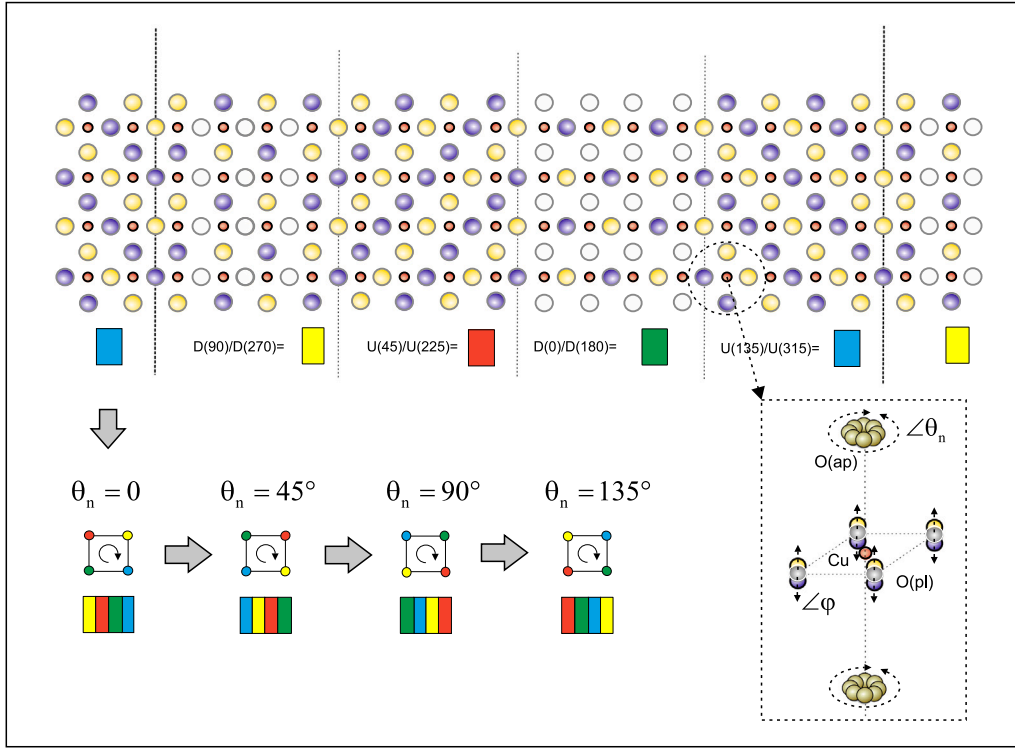 D(90)/D(270)= U(45)/U(225)= D(0)/D(180)= U(135)/U(315)=
∠θn
O(ap)
θn = 0 θn = 45° θn = 90° θn = 135°
Cu
O(pl)
∠φ